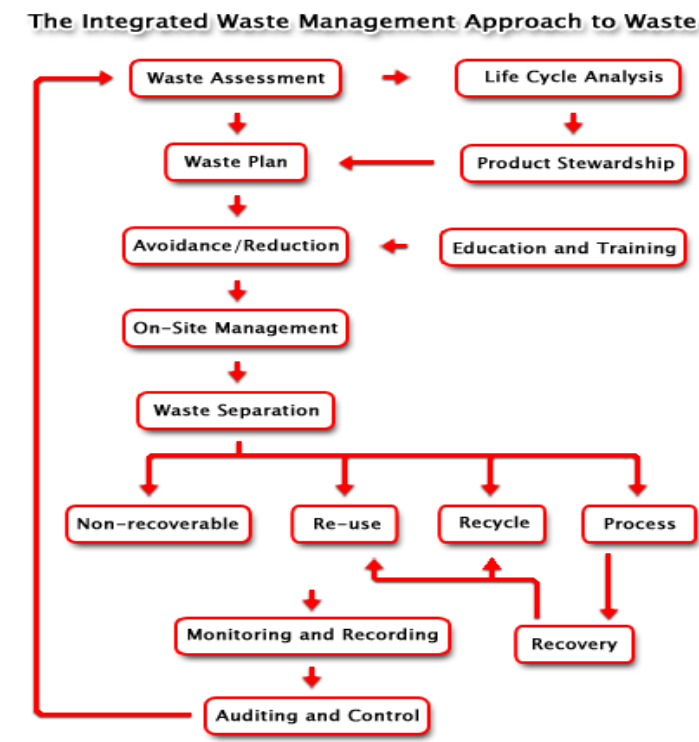 The Integrated Waste Management Approach to Waste
Waste Assessment
Life Cycle Analysis
Waste Plan
Product Stewardship
Avoidance/Reduction
Education and Training
On-Site Management
Waste Separation
Non-recoverable
Re-use
Recycle
Process
Monitoring and Recording
Recovery
Auditing and Control